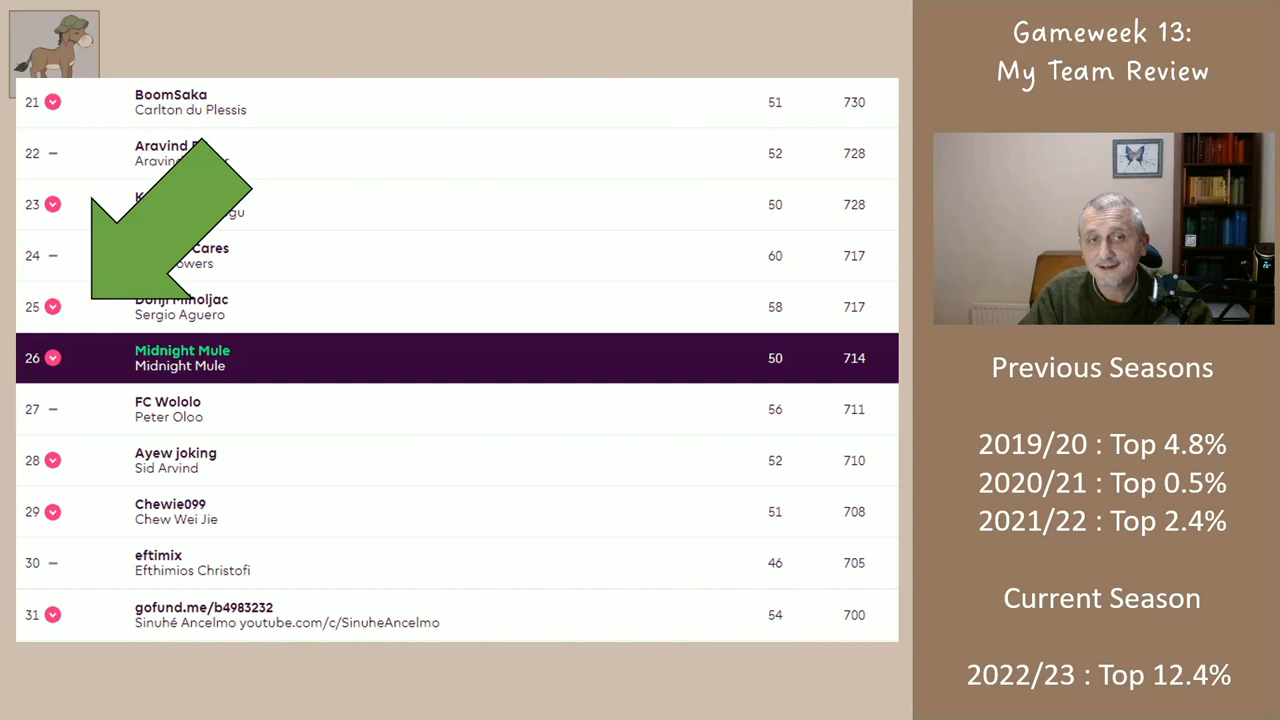 Gameweek 13:
My Team Review
21 BoomSaka 51 730
Carlton du Plessis
22 Aravind 52 728
23 50 728
24 Cares 60 717
25 Donji Miholjac 58 717
Sergio Aguero
26 Midnight Mule 50 714
Midnight Mule
27 FC Wololo 56 711
Peter Oloo
28 Ayew joking 52 710
Sid Arvind
29 Chewie099 51 708
Chew Wei Jie
30 eftimix 46 705
Efthimios Christofi
31 gofund.me/b4983232 54 700
Sinuhé Ancelmo youtube.com/c/SinuheAncelmo
Previous Seasons
2019/20 : Top 4.8%
2020/21 : Top 0.5%
2021/22 : Top 2.4%
Current Season
2022/23 : Top 12.4%